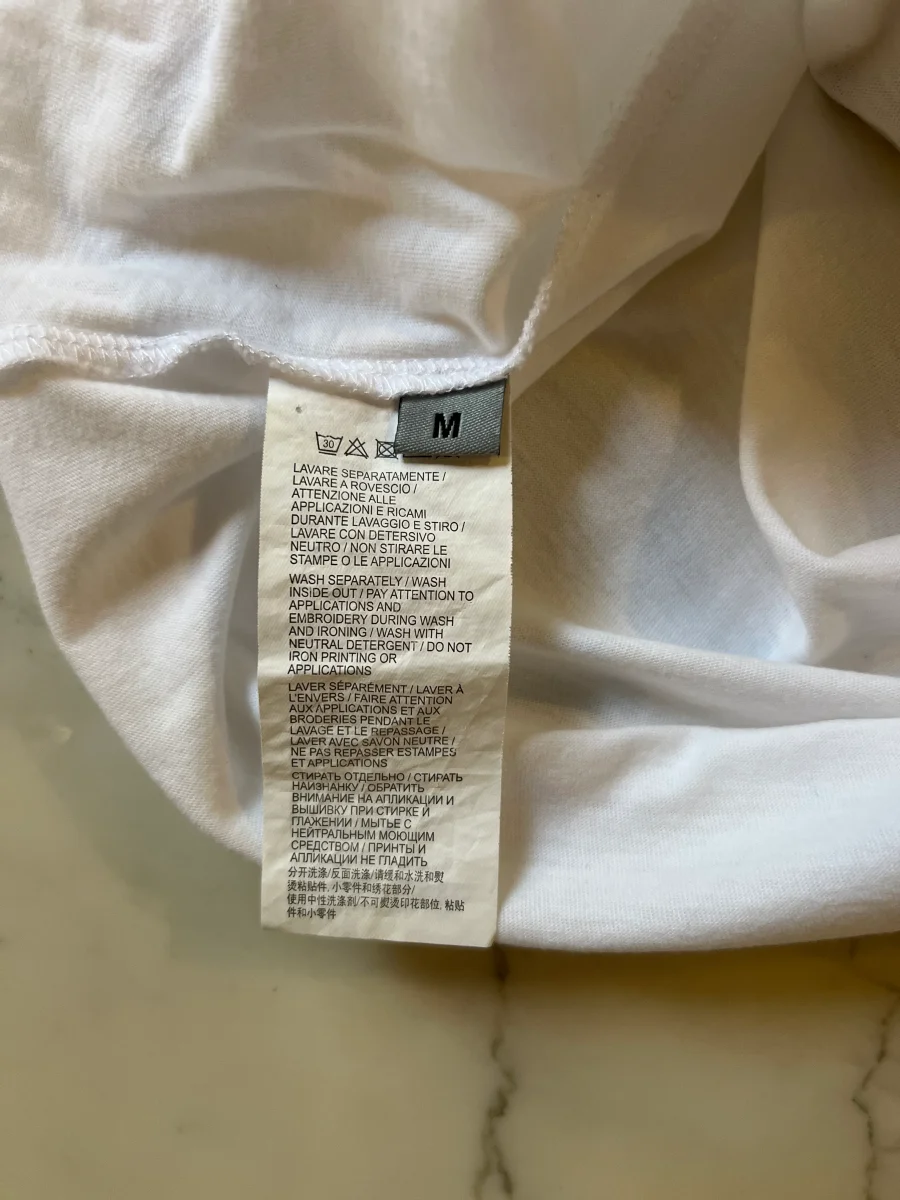 M
30
LAVARE SEPARATAMENTE /
LAVARE A ROVESCIO /
ATTENZIONE ALLE
APPLICAZIONI E RICAMI
DURANTE LAVAGGIO E STIRO /
LAVARE CON DETERSIVO
NEUTRO / NON STIRARE LE
STAMPE O LE APPLICAZIONI
WASH SEPARATELY / WASH
INSIDE OUT / PAY ATTENTION TO
APPLICATIONS AND
EMBROIDERY DURING WASH
AND IRONING / WASH WITH
NEUTRAL DETERGENT / DO NOT
IRON PRINTING OR
APPLICATIONS
LAVER SÉPARÉMENT / LAVER À
L'ENVERS / FAIRE ATTENTION
AUX APPLICATIONS ET AUX
BRODERIES PENDANT LE
LAVAGE ET LE REPASSAGE /
LAVER AVEC SAVON NEUTRE /
NE PAS REPASSER ESTAMPES
ET APPLICATIONS
СТИРАТЬ ОТДЕЛЬНО / СТИРАТЬ
НАИЗНАНКУ / ОБРАТИТЬ
ВНИМАНИЕ НА АПЛИКАЦИИ И
ВЫШИВКУ ПРИ СТИРКЕ И
ГЛАЖЕНИИ / МЫТЬЕ С
НЕЙТРАЛЬНЫМ МОЮЩИМ
СРЕДСТВОМ / ПРИНТЫ И
АПЛИКАЦИИ НЕ ГЛАДИТЬ
分开洗涤/反面洗涤/请缓和水洗和熨
烫粘贴件, 小零件和绣花部分/
使用中性洗涤剂/不可熨烫印花部位, 粘贴
件和小零件